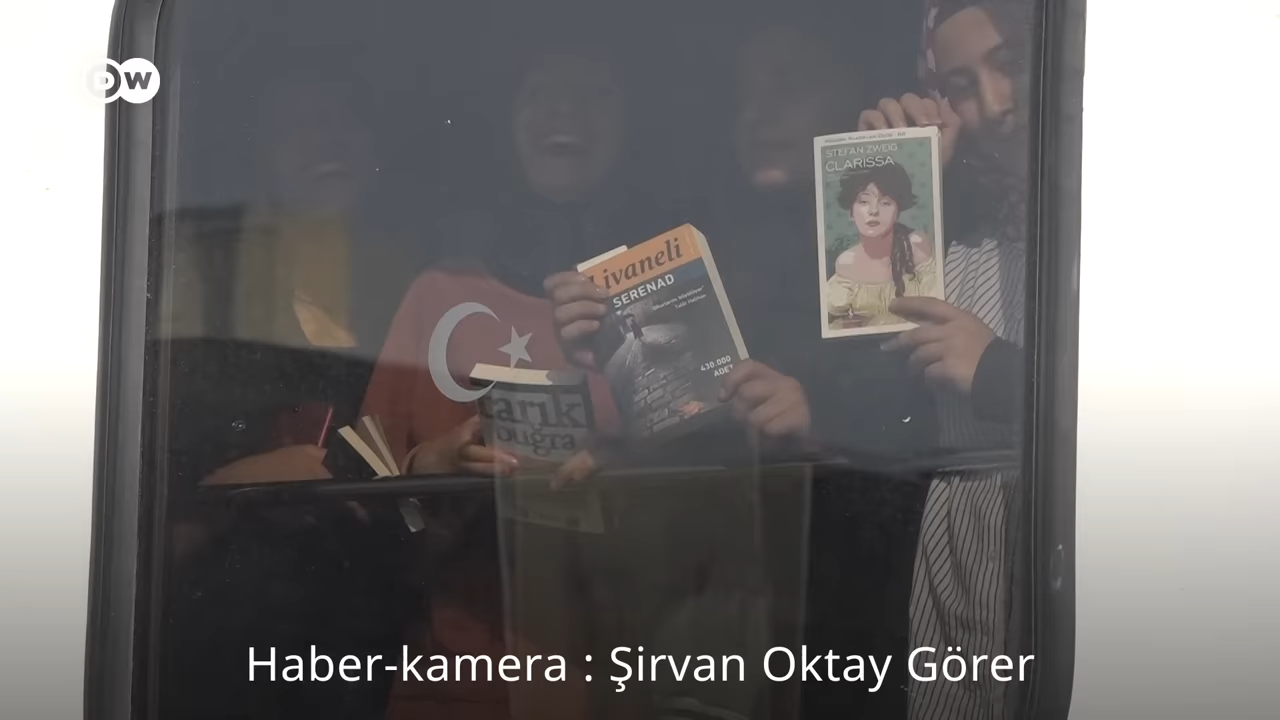 DW
STEFAN ZWEIG
CLARISSA
Livaneli
SERENAD
430.000
ADET
tarık
buğra
Haber-kamera : Şirvan Oktay Görer